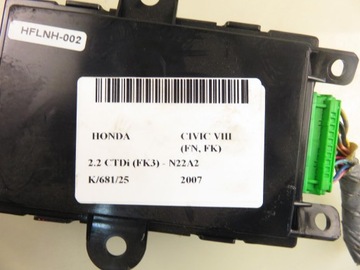 HFLNH-002
HONDA CIVIC VIII
(FN, FK)
2.2 CTDi (FK3) - N22A2
K/681/25 2007